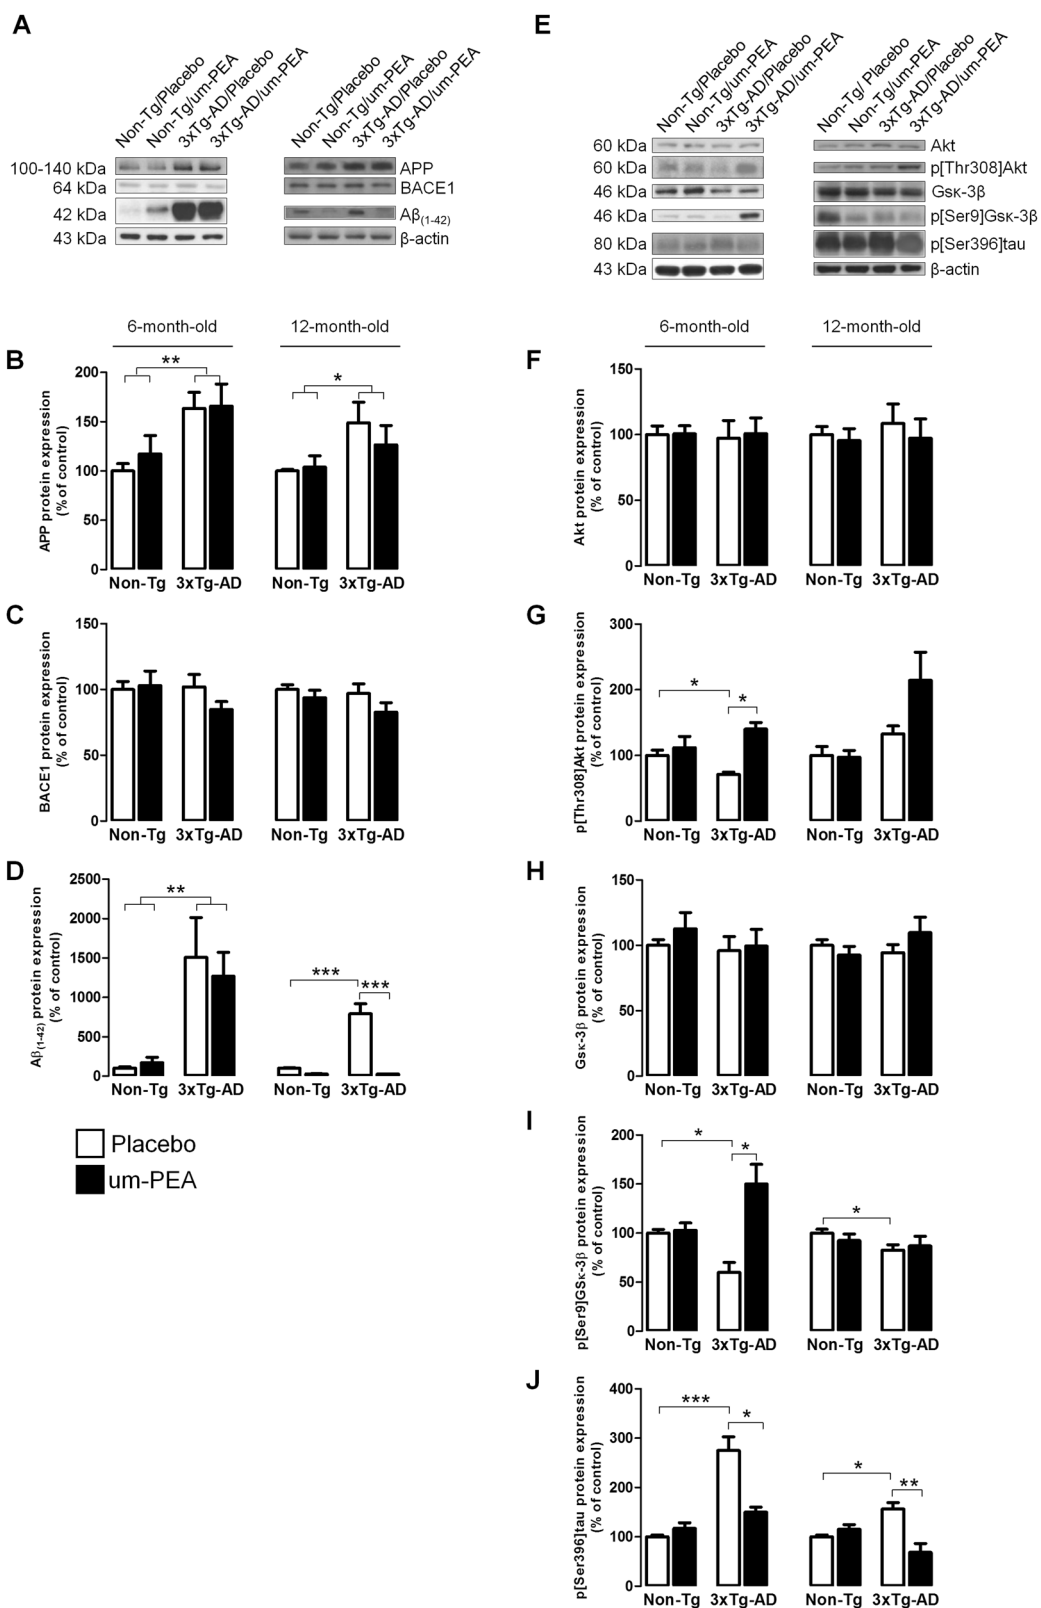 A
Non-Tg/Placebo
Non-Tg/um-PEA
3xTg-AD/Placebo
3xTg-AD/um-PEA
Non-Tg/Placebo
Non-Tg/um-PEA
3xTg-AD/Placebo
3xTg-AD/um-PEA
100-140 kDa
APP
64 kDa
BACE1
42 kDa
Aβ(1-42)
43 kDa
β-actin
6-month-old
12-month-old
B
APP protein expression
(% of control)
200
150
100
50
0
**
*
Non-Tg 3xTg-AD
Non-Tg 3xTg-AD
C
BACE1 protein expression
(% of control)
150
100
50
0
Non-Tg 3xTg-AD
Non-Tg 3xTg-AD
D
Aβ(1-42) protein expression
(% of control)
2500
2000
1500
1000
500
0
**
***
***
Non-Tg 3xTg-AD
Non-Tg 3xTg-AD
Placebo
um-PEA
E
Non-Tg/Placebo
Non-Tg/um-PEA
3xTg-AD/Placebo
3xTg-AD/um-PEA
Non-Tg/ Placebo
Non-Tg/um-PEA
3xTg-AD/Placebo
3xTg-AD/um-PEA
60 kDa
Akt
60 kDa
p[Thr308]Akt
46 kDa
Gsκ-3β
46 kDa
p[Ser9]Gsκ-3β
80 kDa
p[Ser396]tau
43 kDa
β-actin
6-month-old
12-month-old
F
Akt protein expression
(% of control)
150
100
50
0
Non-Tg 3xTg-AD
Non-Tg 3xTg-AD
G
p[Thr308]Akt protein expression
(% of control)
300
200
100
0
*
*
Non-Tg 3xTg-AD
Non-Tg 3xTg-AD
H
Gsκ-3β protein expression
(% of control)
150
100
50
0
Non-Tg 3xTg-AD
Non-Tg 3xTg-AD
I
p[Ser9]GSκ-3β protein expression
(% of control)
200
150
100
50
0
*
*
*
Non-Tg 3xTg-AD
Non-Tg 3xTg-AD
J
p[Ser396]tau protein expression
(% of control)
400
300
200
100
0
***
*
*
**
Non-Tg 3xTg-AD
Non-Tg 3xTg-AD